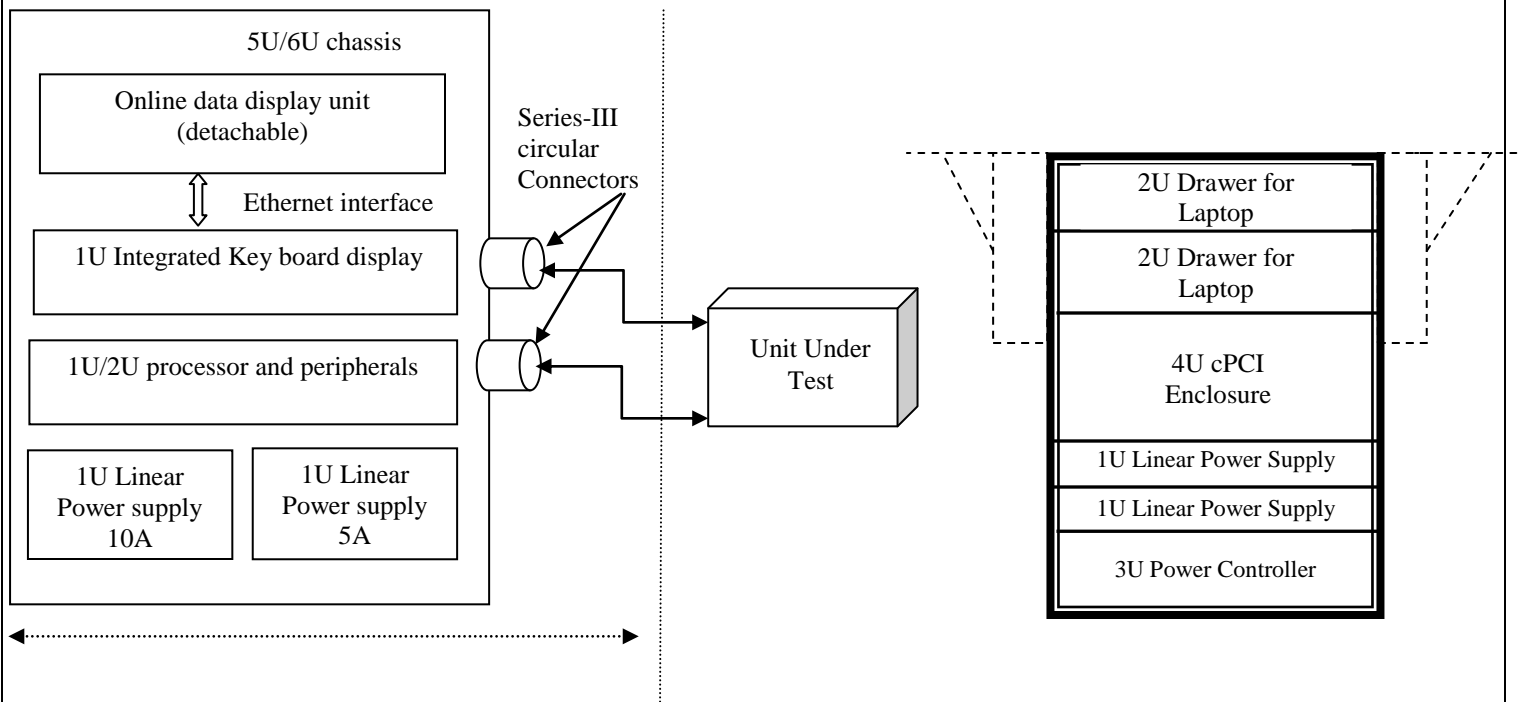 5U/6U chassis
Online data display unit
(detachable)
Ethernet interface
1U Integrated Key board display
1U/2U processor and peripherals
1U Linear
Power supply
10A
1U Linear
Power supply
5A
Series-III
circular
Connectors
Unit Under
Test
2U Drawer for
Laptop
2U Drawer for
Laptop
4U cPCI
Enclosure
1U Linear Power Supply
1U Linear Power Supply
3U Power Controller